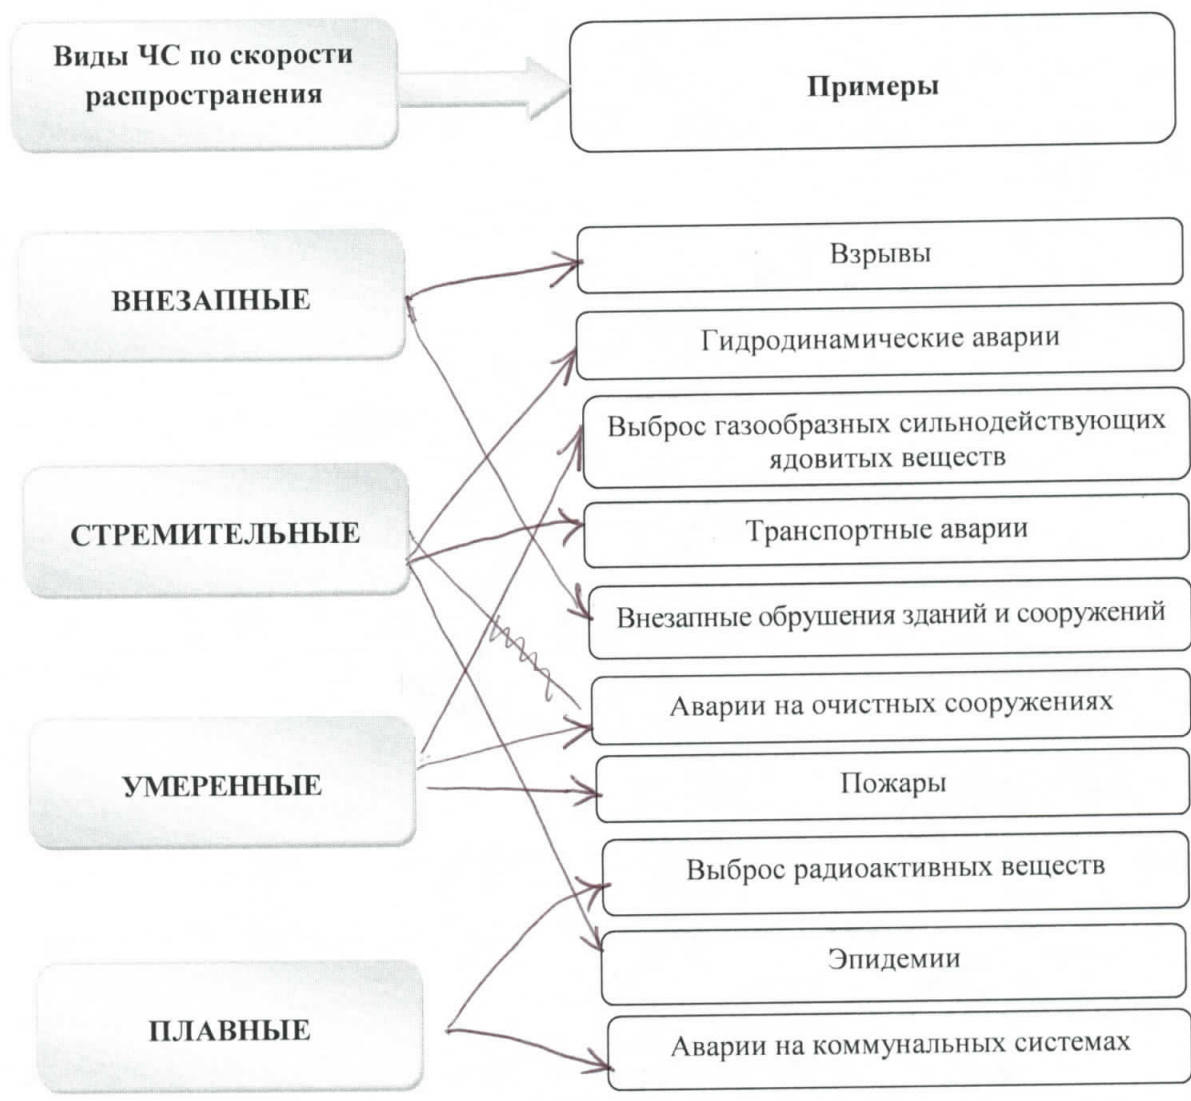 Виды ЧС по скорости
распространения
Примеры
ВНЕЗАПНЫЕ
СТРЕМИТЕЛЬНЫЕ
УМЕРЕННЫЕ
ПЛАВНЫЕ
Взрывы
Гидродинамические аварии
Выброс газообразных сильнодействующих
ядовитых веществ
Транспортные аварии
Внезапные обрушения зданий и сооружений
Аварии на очистных сооружениях
Пожары
Выброс радиоактивных веществ
Эпидемии
Аварии на коммунальных системах